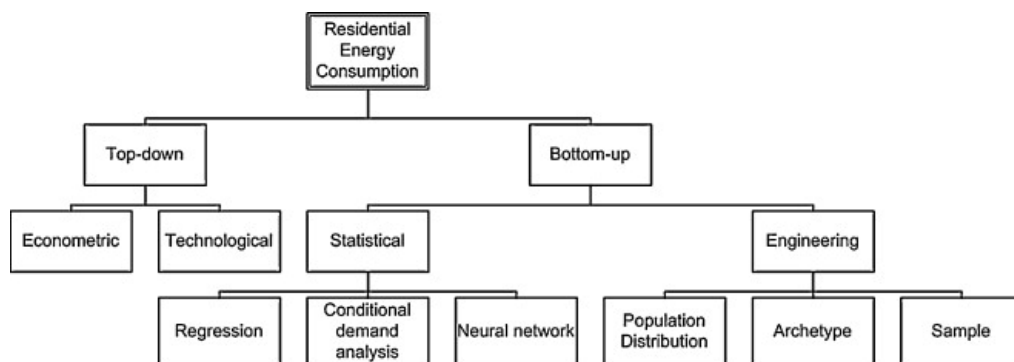 Residential
Energy
Consumption
Top-down
Bottom-up
Econometric
Technological
Statistical
Engineering
Regression
Conditional
demand
analysis
Neural network
Population
Distribution
Archetype
Sample